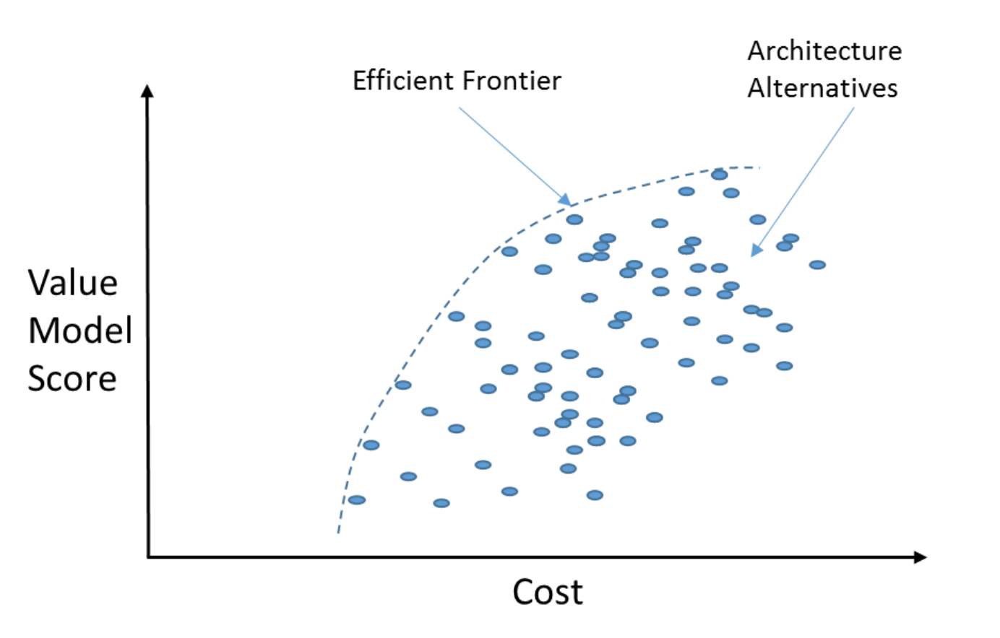 Efficient Frontier
Architecture
Alternatives
Value
Model
Score
Cost